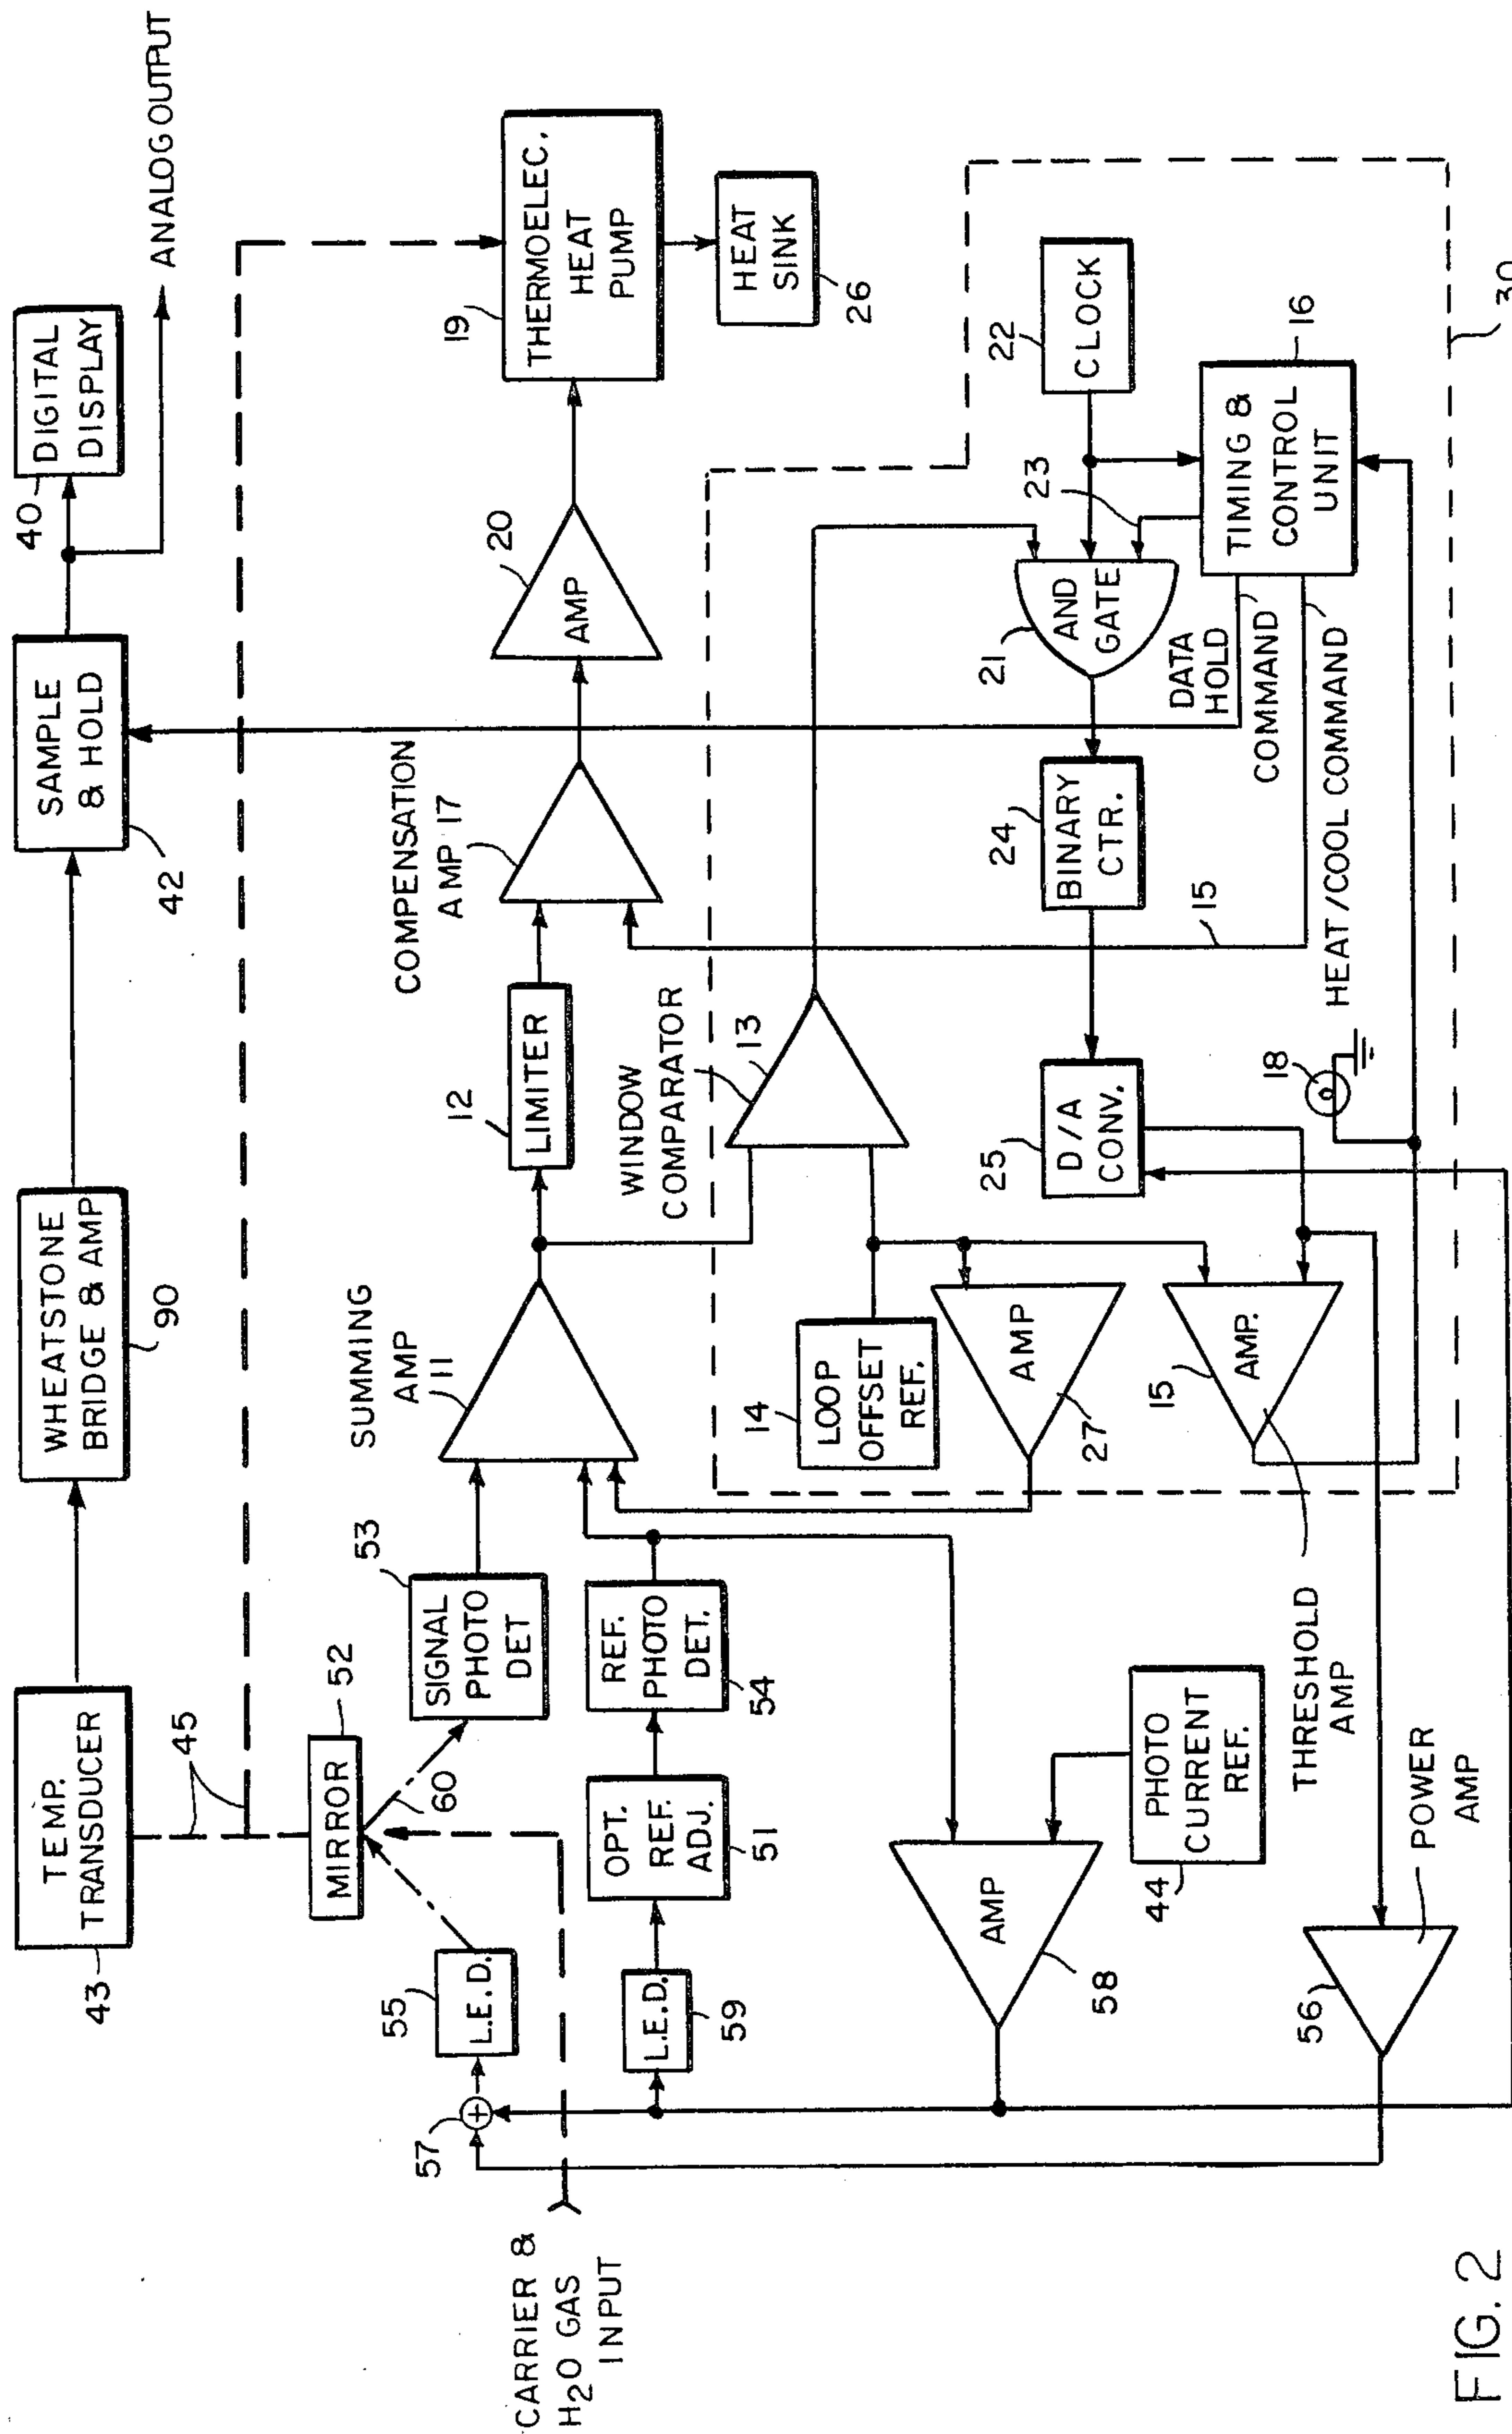 TEMP.
TRANSDUCER
43
45
WHEATSTONE
BRIDGE & AMP
90
SAMPLE
& HOLD
42
40
DIGITAL
DISPLAY
ANALOG OUTPUT
MIRROR
52
60
55
L.E.D.
57
+
CARRIER &
H2O GAS
INPUT
SIGNAL
PHOTO
DET
53
L.E.D.
59
OPT.
REF.
ADJ.
51
REF.
PHOTO
DET.
54
SUMMING
AMP
11
12
LIMITER
COMPENSATION
AMP 17
20
AMP
19
THERMOELEC.
HEAT
PUMP
HEAT
SINK
26
WINDOW
COMPARATOR
13
14
LOOP
OFFSET
REF.
AMP
27
15
AMP.
THRESHOLD
AMP
25
D/A
CONV.
24
BINARY
CTR.
21
AND
GATE
23
22
CLOCK
TIMING &
CONTROL
UNIT
16
DATA
HOLD
COMMAND
HEAT/COOL COMMAND
15
18
30
AMP
58
44
PHOTO
CURRENT
REF.
56
POWER
AMP
FIG. 2